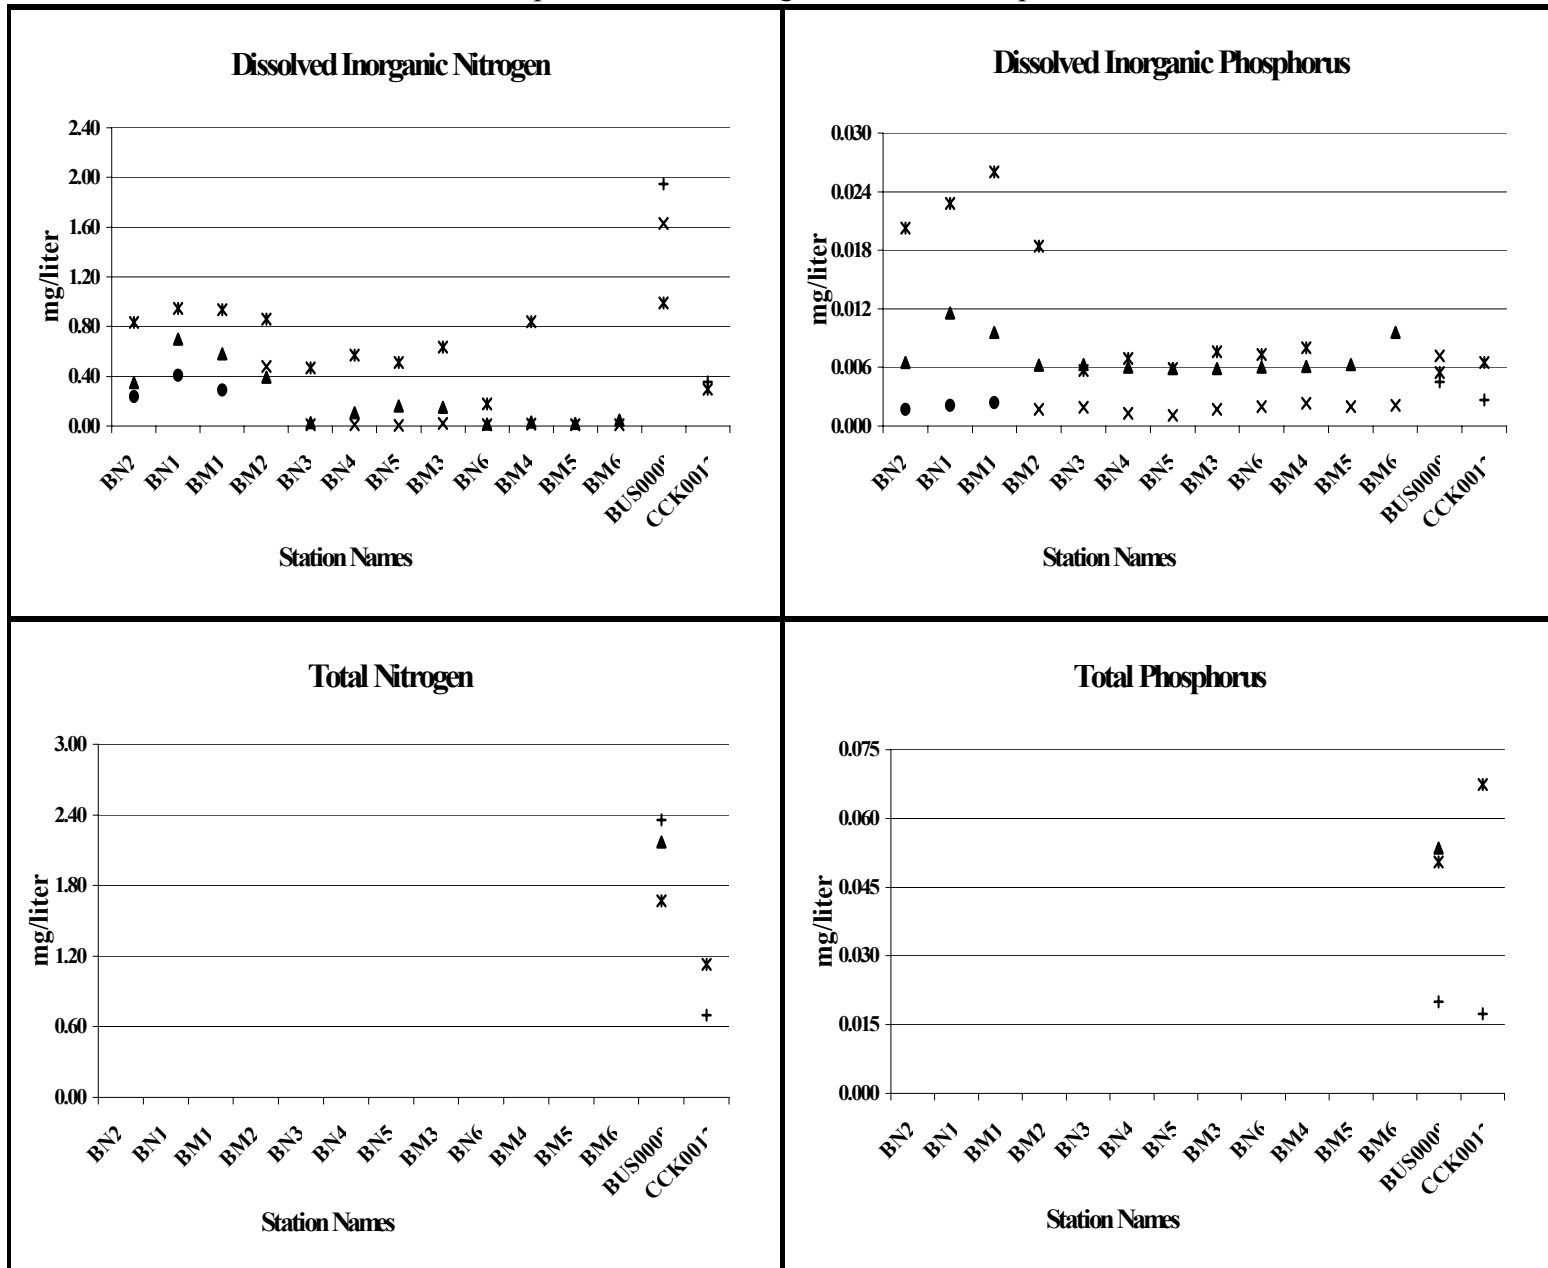 Dissolved Inorganic Nitrogen
mg/liter
2.40
2.00
1.60
1.20
0.80
0.40
0.00
BN2 BN1 BM1 BM2 BN3 BN4 BN5 BM3 BN6 BM4 BM5 BM6
Station Names
Dissolved Inorganic Phosphorus
mg/liter
0.030
0.024
0.018
0.012
0.006
0.000
BN2 BN1 BM1 BM2 BN3 BN4 BN5 BM3 BN6 BM4 BM5 BM6
Station Names
Total Nitrogen
mg/liter
3.00
2.40
1.80
1.20
0.60
0.00
BN2 BN1 BM1 BM2 BN3 BN4 BN5 BM3 BN6 BM4 BM5 BM6
Station Names
Total Phosphorus
mg/liter
0.075
0.060
0.045
0.030
0.015
0.000
BN2 BN1 BM1 BM2 BN3 BN4 BN5 BM3 BN6 BM4 BM5 BM6
Station Names